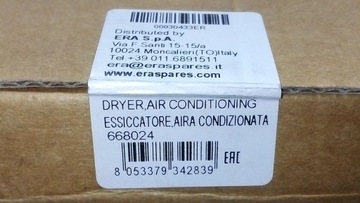 00030433ER
Distributed by
ERA S.p.A.
Via F.Santi 15-15/a
10024 Moncalieri(TO)Italy
Tel +39 011.6891511
era@eraspares.it
www.eraspares.com
DRYER,AIR CONDITIONING
ESSICCATORE,AIRA CONDIZIONATA
668024
EAC
8 053379 342839